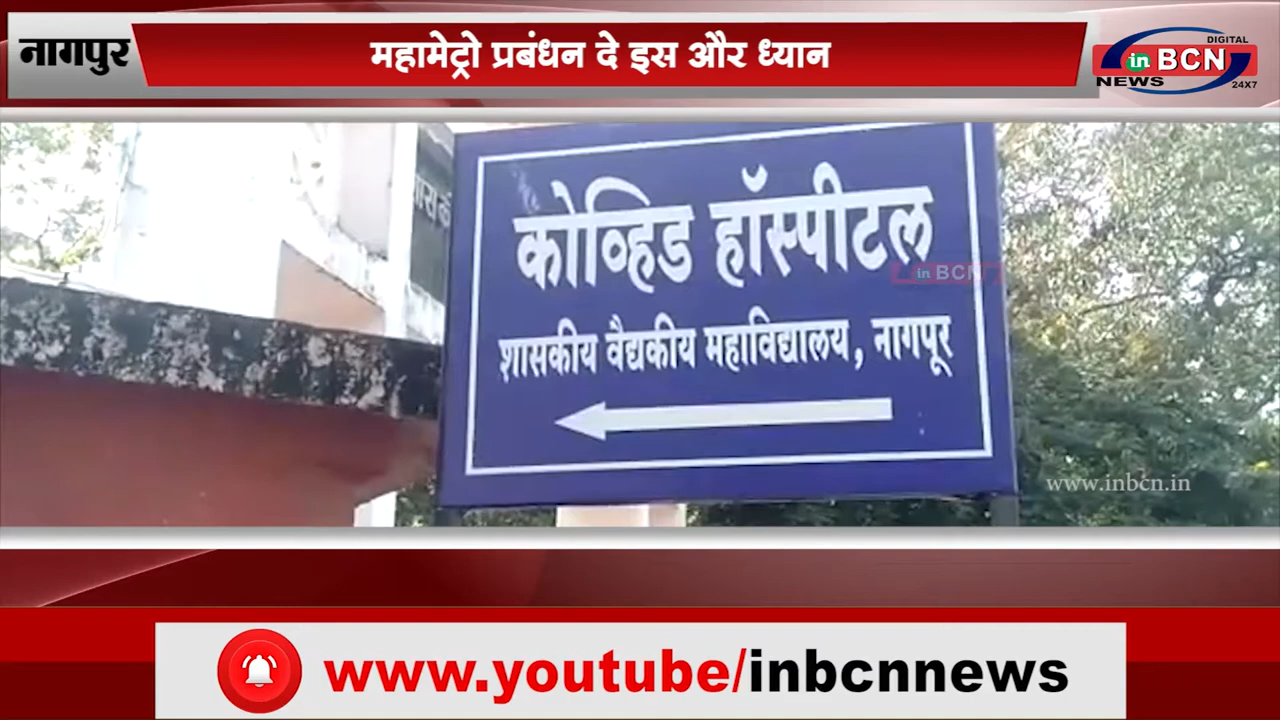 नागपुर
महामेट्रो प्रबंधन दे इस और ध्यान
DIGITAL
in BCN
NEWS
24X7
कोव्हिड हॉस्पीटल
शासकीय वैद्यकीय महाविद्यालय, नागपूर
in BCN
www.inbcn.in
www.youtube/inbcnnews